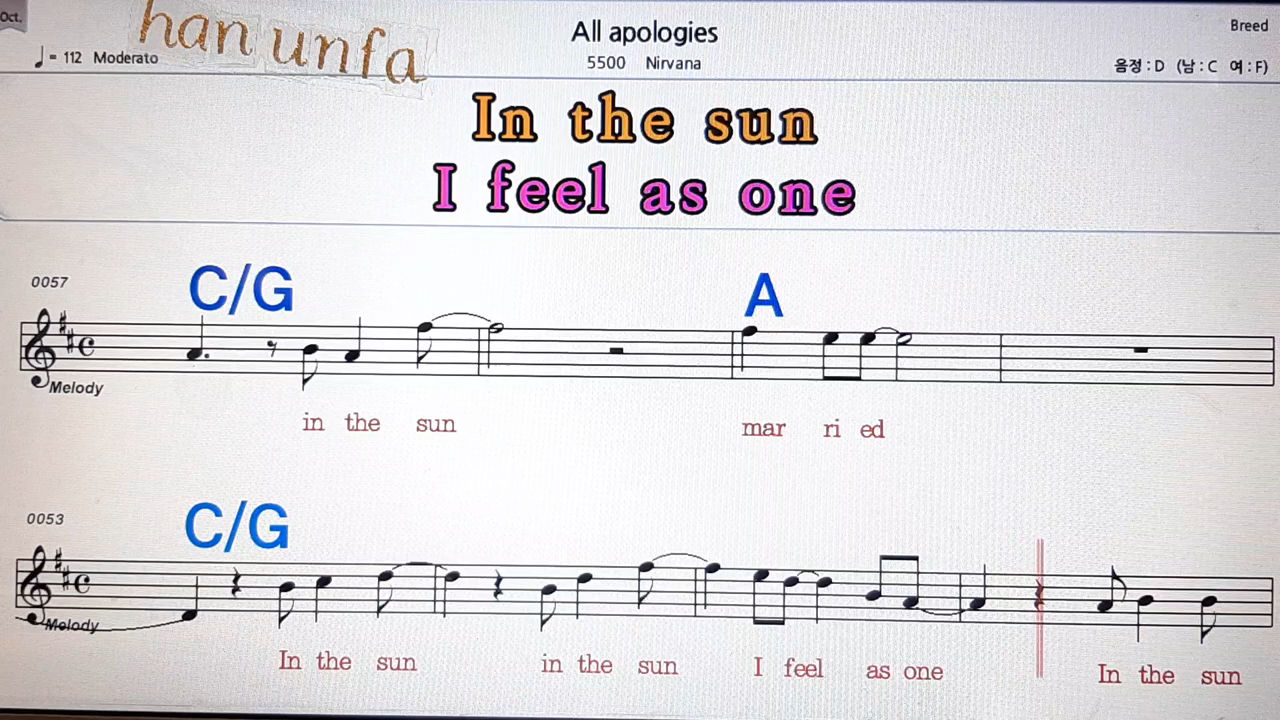 Oct.
han unfa
♩= 112 Moderato
All apologies
5500 Nirvana
Breed
음정 : D (남 : C 여 : F)
In the sun
I feel as one
0057
C/G
A
Melody
in the sun
mar ri ed
0053
C/G
Melody
In the sun in the sun I feel as one In the sun